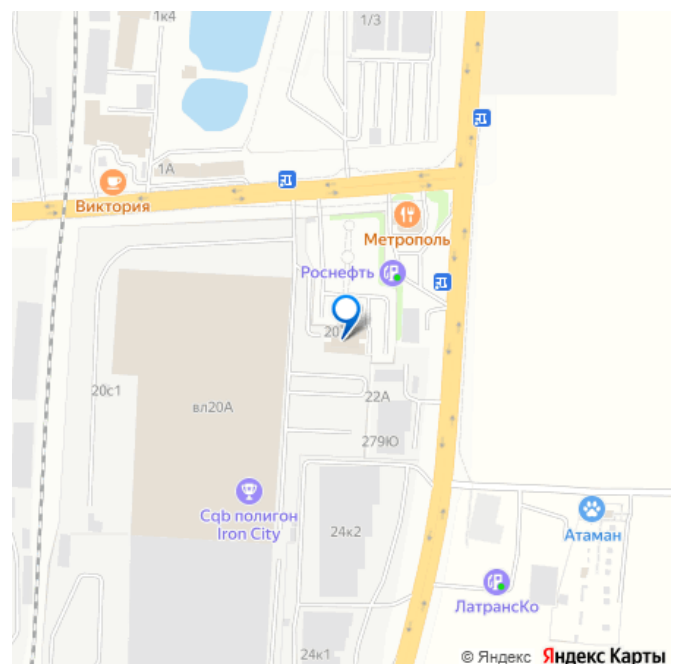 1к4
1/3
1А
Виктория
Метрополь
Роснефть
20
20с1
вл20А
22А
279Ю
Cqb полигон
Iron City
24к2
Атаман
ЛатрансКо
24к1
© Яндекс Яндекс Карты